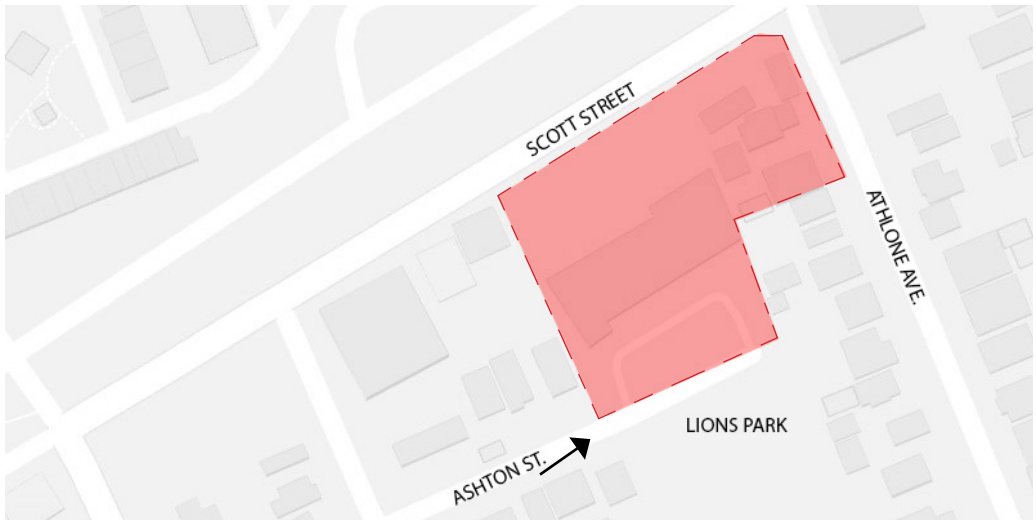 SCOTT STREET
ATHLONE AVE.
LIONS PARK
ASHTON ST.